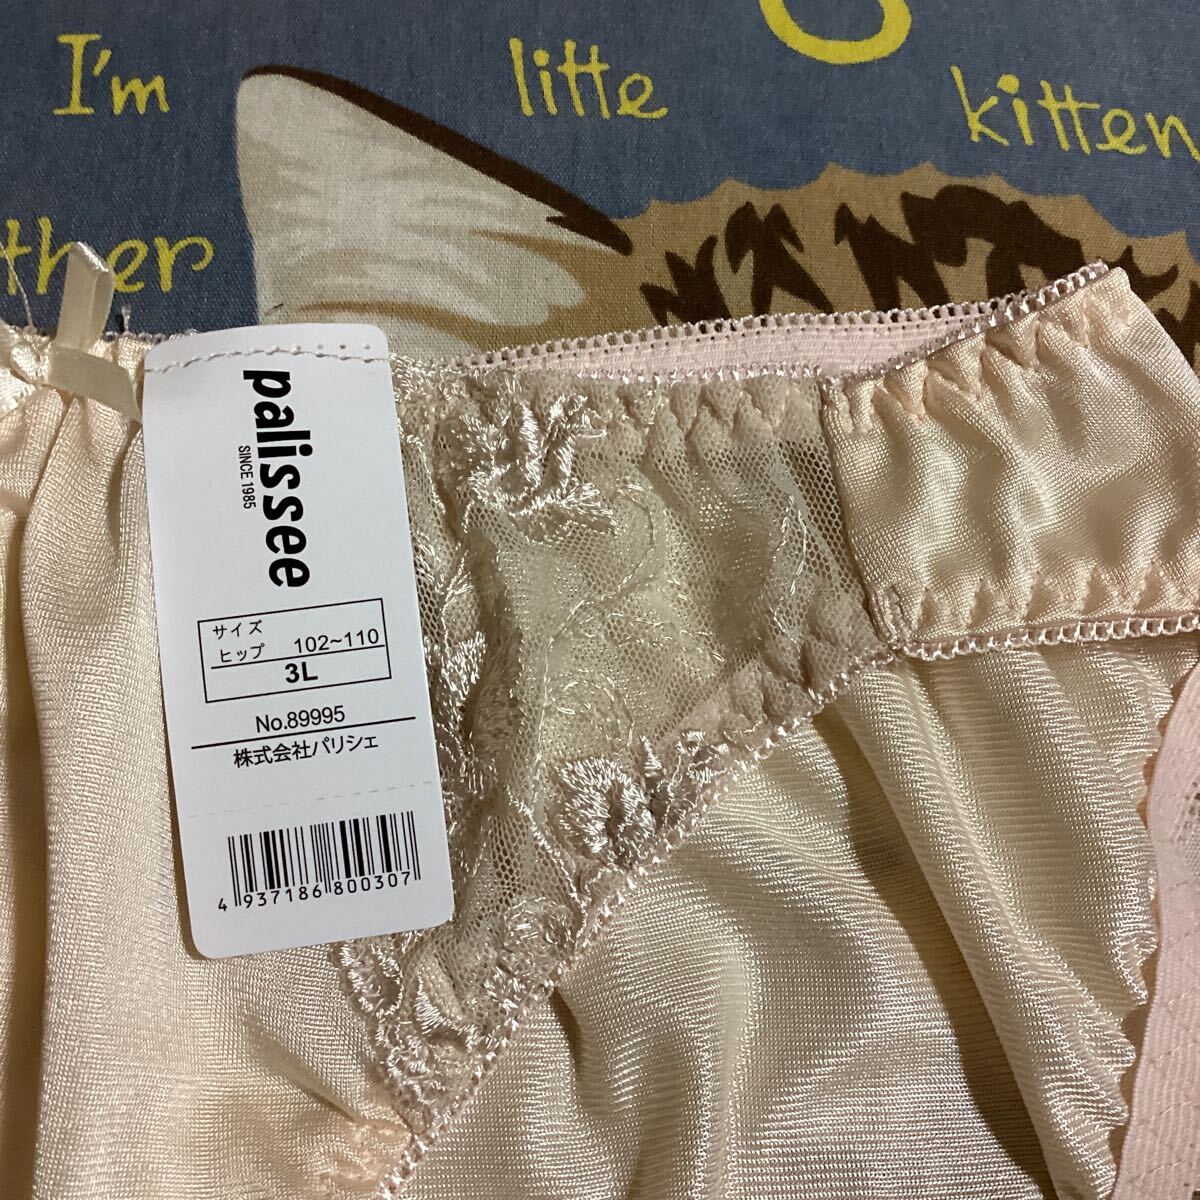 I'm litte kitten
ther
palissee
SINCE 1985
サイズ
ヒップ 102~110
3L
No.89995
株式会社パリシェ
4 937186 800307